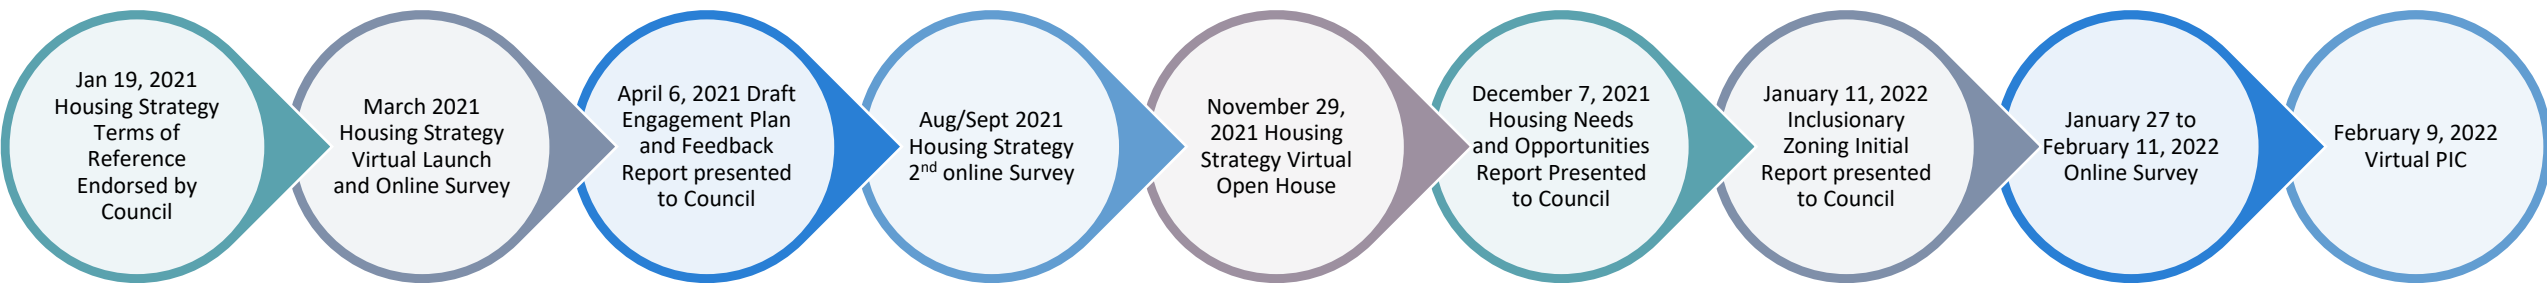 Jan 19, 2021
Housing Strategy
Terms of
Reference
Endorsed by
Council
March 2021
Housing Strategy
Virtual Launch
and Online Survey
April 6, 2021 Draft
Engagement Plan
and Feedback
Report presented
to Council
Aug/Sept 2021
Housing Strategy
2nd online Survey
November 29,
2021 Housing
Strategy Virtual
Open House
December 7, 2021
Housing Needs
and Opportunities
Report Presented
to Council
January 11, 2022
Inclusionary
Zoning Initial
Report presented
to Council
January 27 to
February 11, 2022
Online Survey
February 9, 2022
Virtual PIC